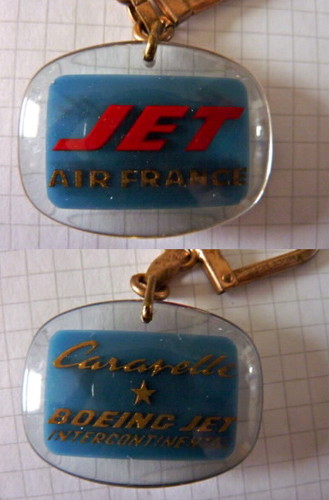 JET
AIR FRANCE
Caravelle
BOEING JET
INTERCONTINENTAL